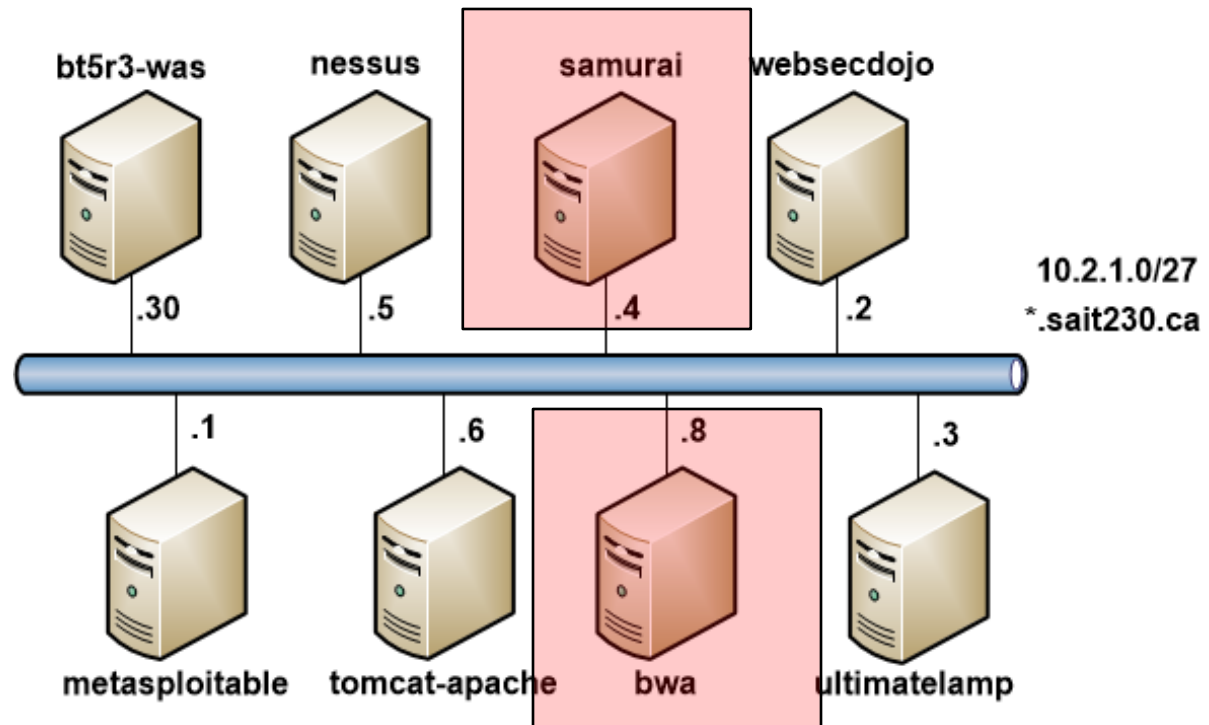 bt5r3-was
nessus
samurai
websecdojo
.30
.5
.4
.2
10.2.1.0/27
*.sait230.ca
.1
.6
.8
.3
metasploitable
tomcat-apache
bwa
ultimatelamp